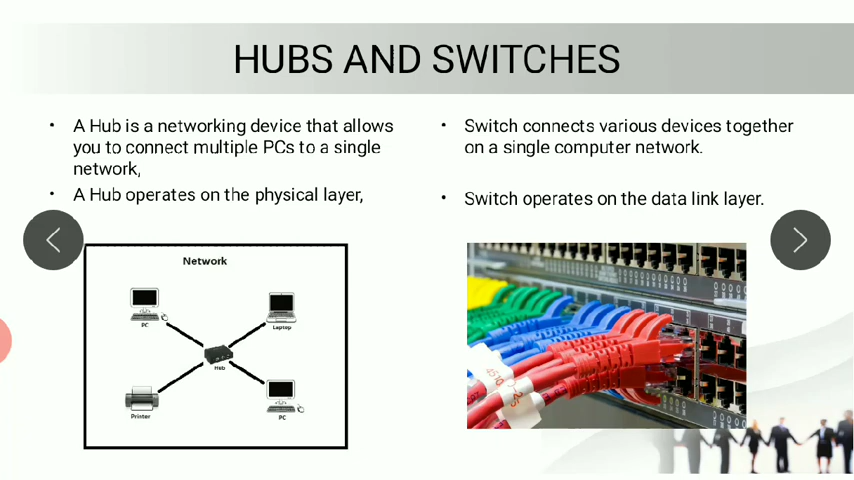 HUBS AND SWITCHES
• A Hub is a networking device that allows
you to connect multiple PCs to a single
network,
• A Hub operates on the physical layer,
• Switch connects various devices together
on a single computer network.
• Switch operates on the data link layer.
Network
PC
Laptop
Hub
Printer
PC